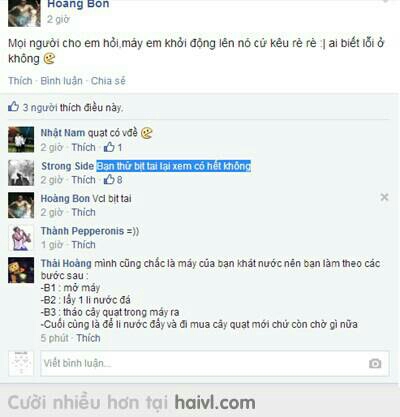 Hoàng Bon
2 giờ
Mọi người cho em hỏi,máy em khởi động lên nó cứ kêu rè rè :| ai biết lỗi ở
không
Thích · Bình luận · Chia sẻ
3 người thích điều này.
Nhật Nam quạt có vđề
2 giờ · Thích · 1
Strong Side Bạn thử bịt tai lại xem có hết không
2 giờ · Thích · 8
Hoàng Bon Vcl bịt tai
2 giờ · Thích
Thành Pepperonis =))
1 giờ · Thích
Thải Hoàng mình cũng chắc là máy của bạn khát nước nên bạn làm theo các
bước sau :
-B1 : mở máy
-B2 : lấy 1 li nước đá
-B3 : tháo cây quạt trong máy ra
-Cuối cùng là để li nước đầy và đi mua cây quạt mới chứ còn chờ gì nữa
5 phút · Thích
Viết bình luận...
Cười nhiều hơn tại haivl.com